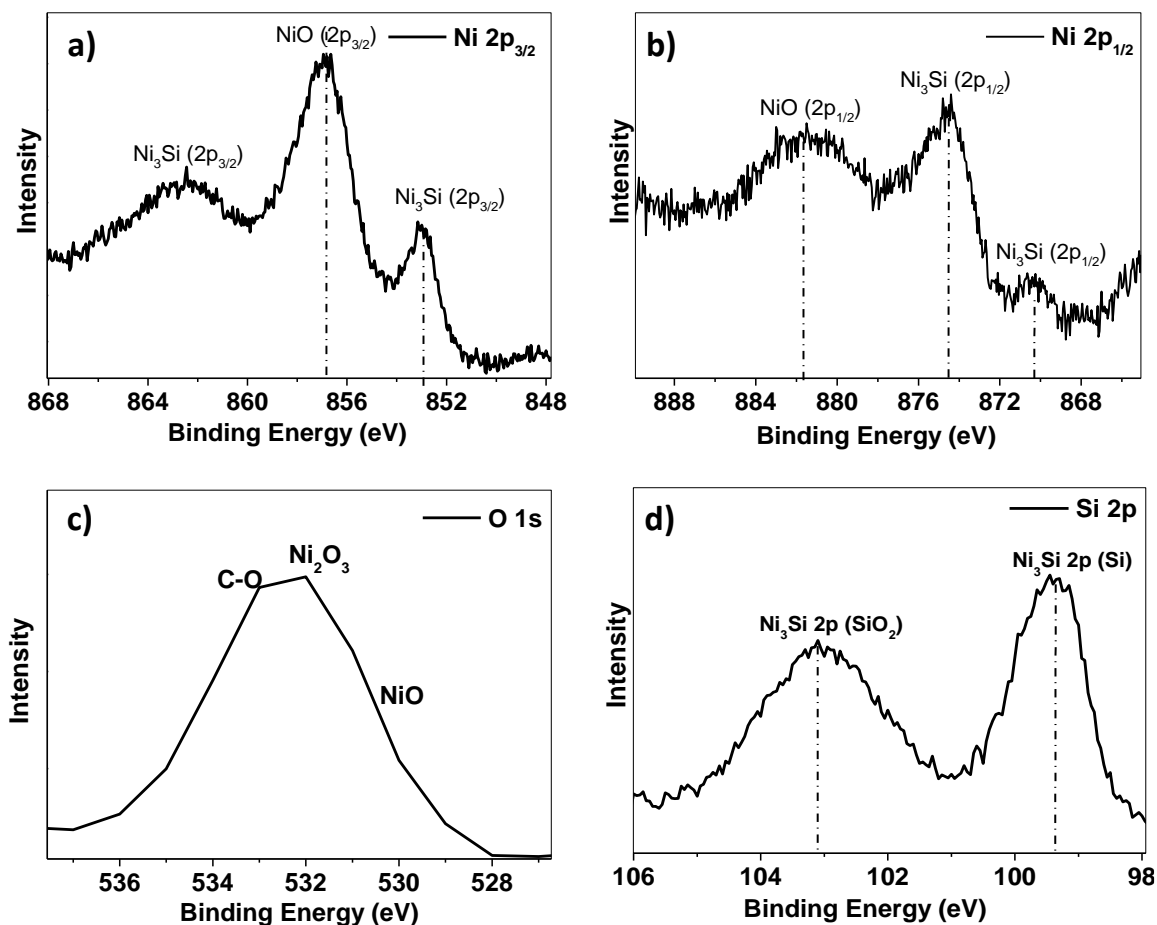 a)
NiO (2p3/2)
Ni 2p3/2
Ni3Si (2p3/2)
Ni3Si (2p3/2)
Intensity
868 864 860 856 852 848
Binding Energy (eV)
b)
Ni 2p1/2
Ni3Si (2p1/2)
NiO (2p1/2)
Ni3Si (2p1/2)
Intensity
888 884 880 876 872 868
Binding Energy (eV)
c)
O 1s
Ni2O3
C-O
NiO
Intensity
536 534 532 530 528
Binding Energy (eV)
d)
Si 2p
Ni3Si 2p (Si)
Ni3Si 2p (SiO2)
Intensity
106 104 102 100 98
Binding Energy (eV)